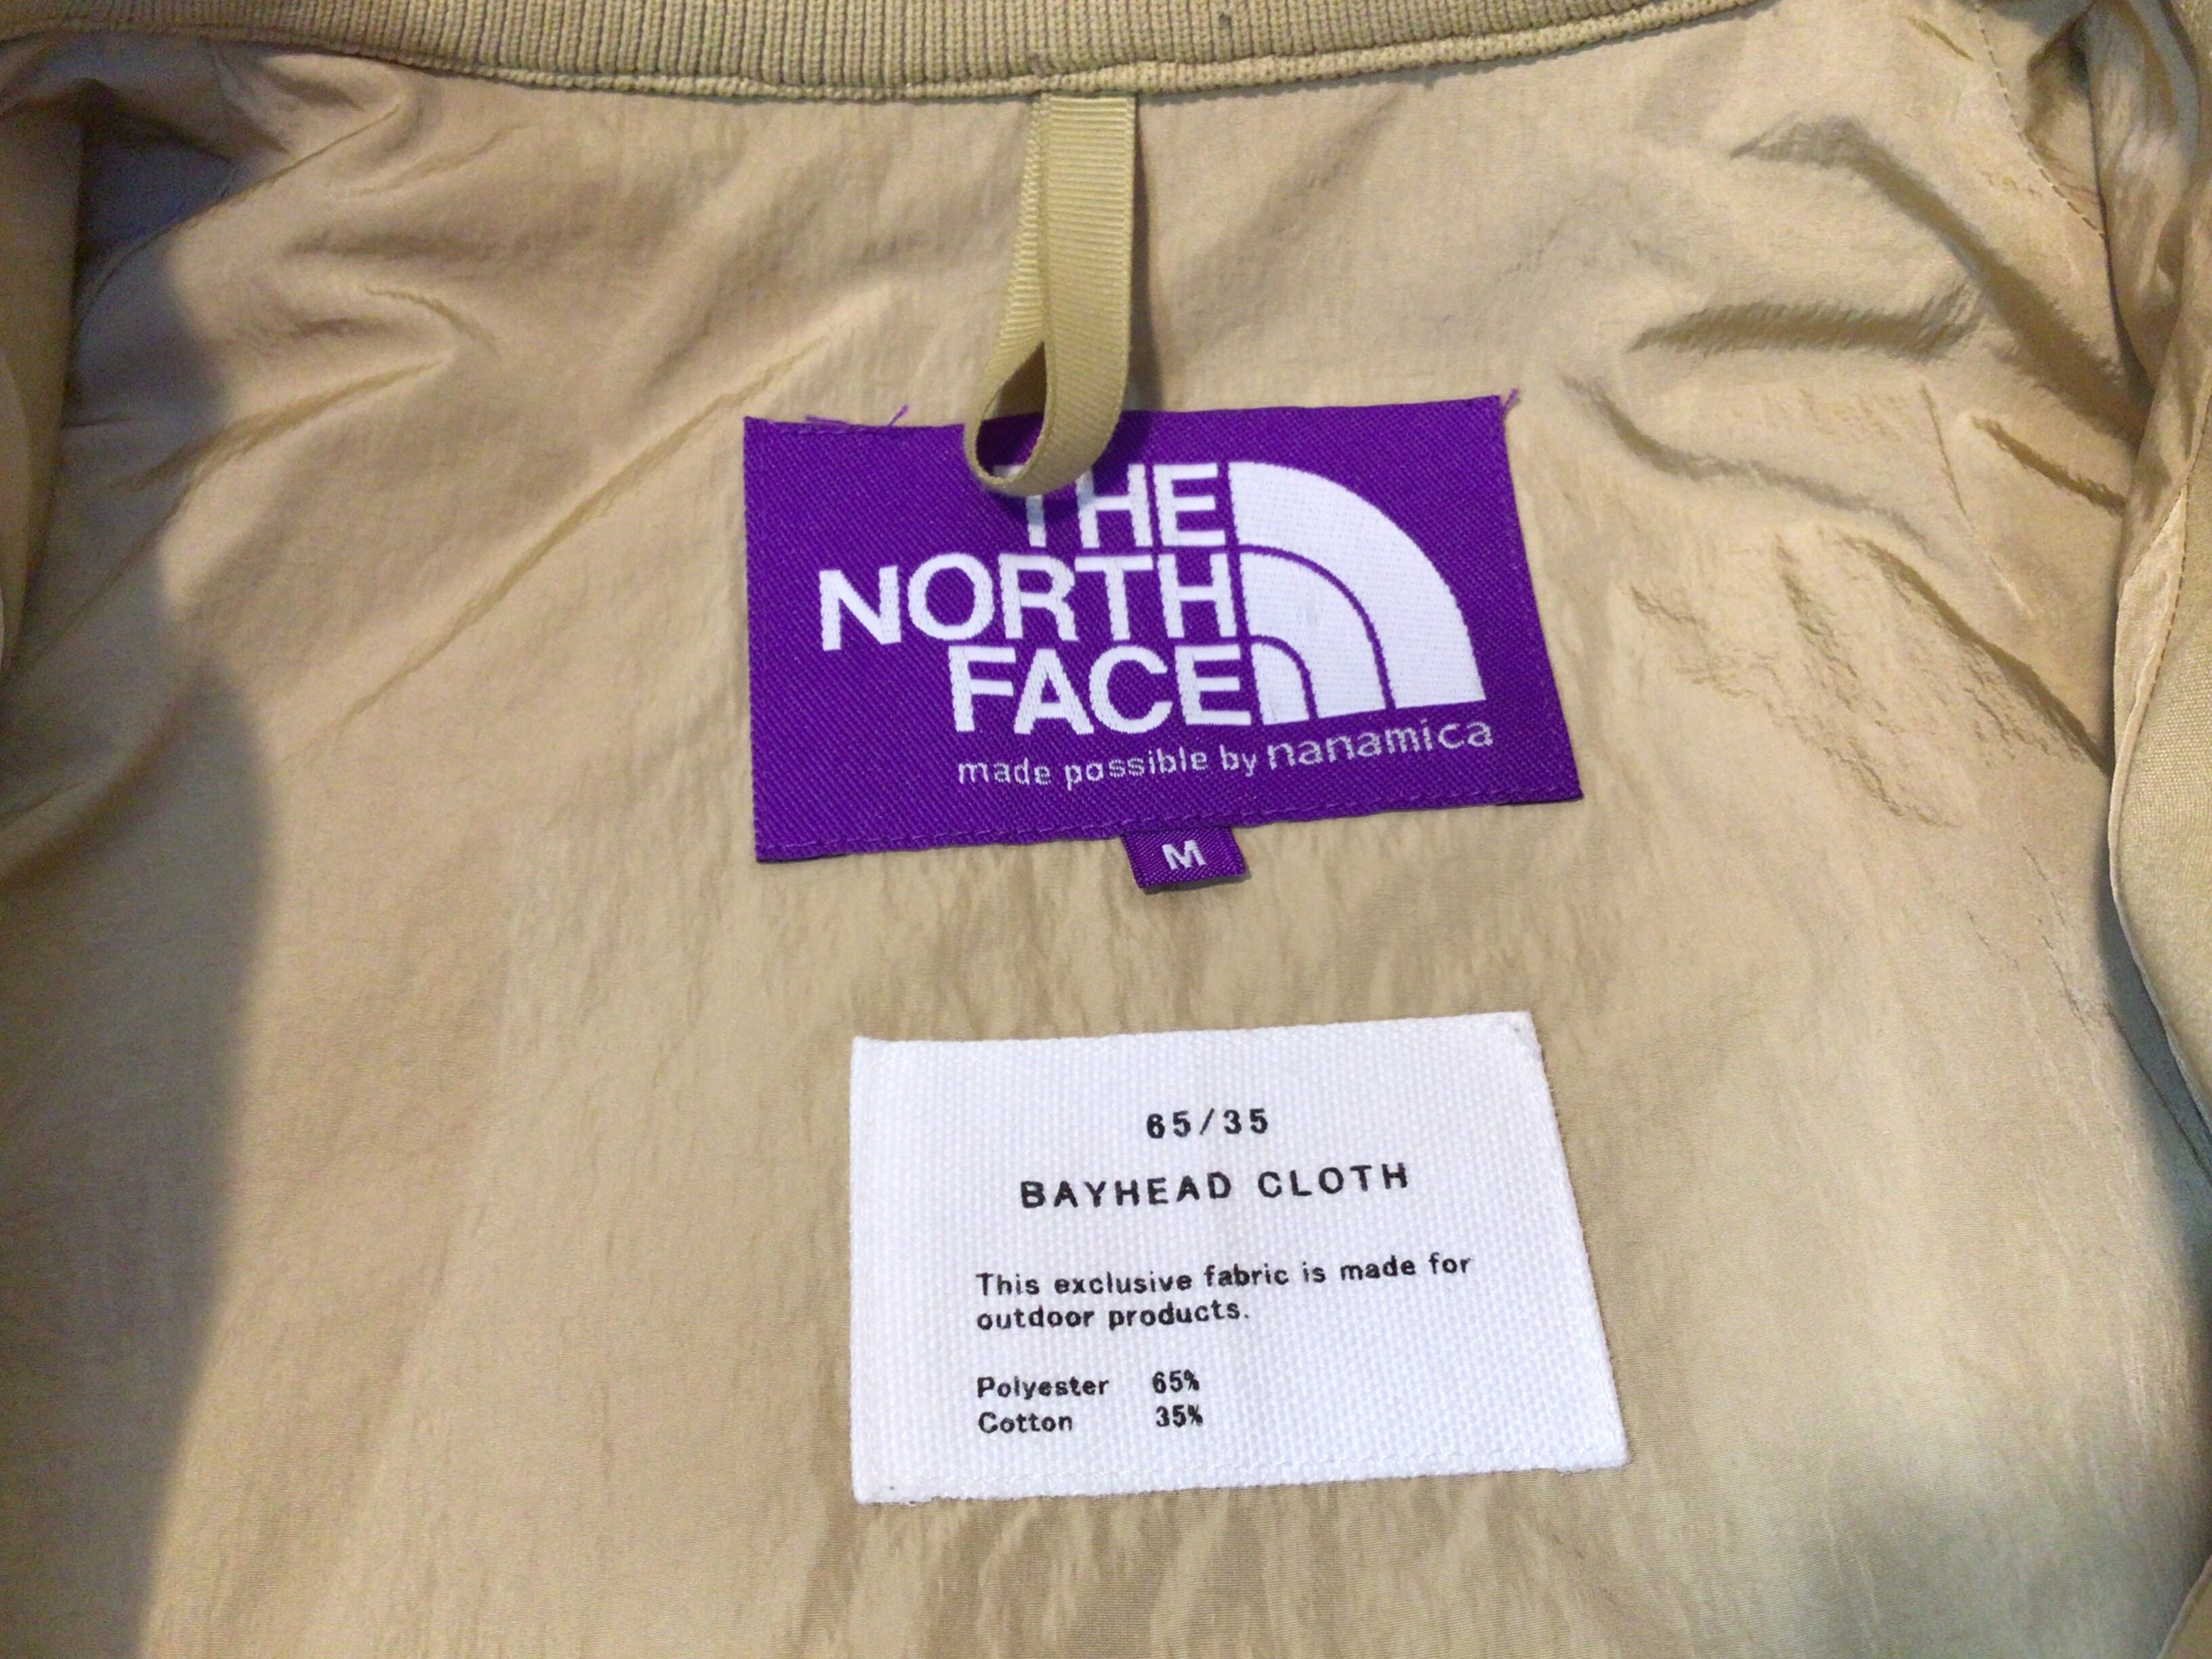 THE
NORTH
FACE
made possible by nanamica
M
65/35
BAYHEAD CLOTH
This exclusive fabric is made for
outdoor products.
Polyester 65%
Cotton 35%